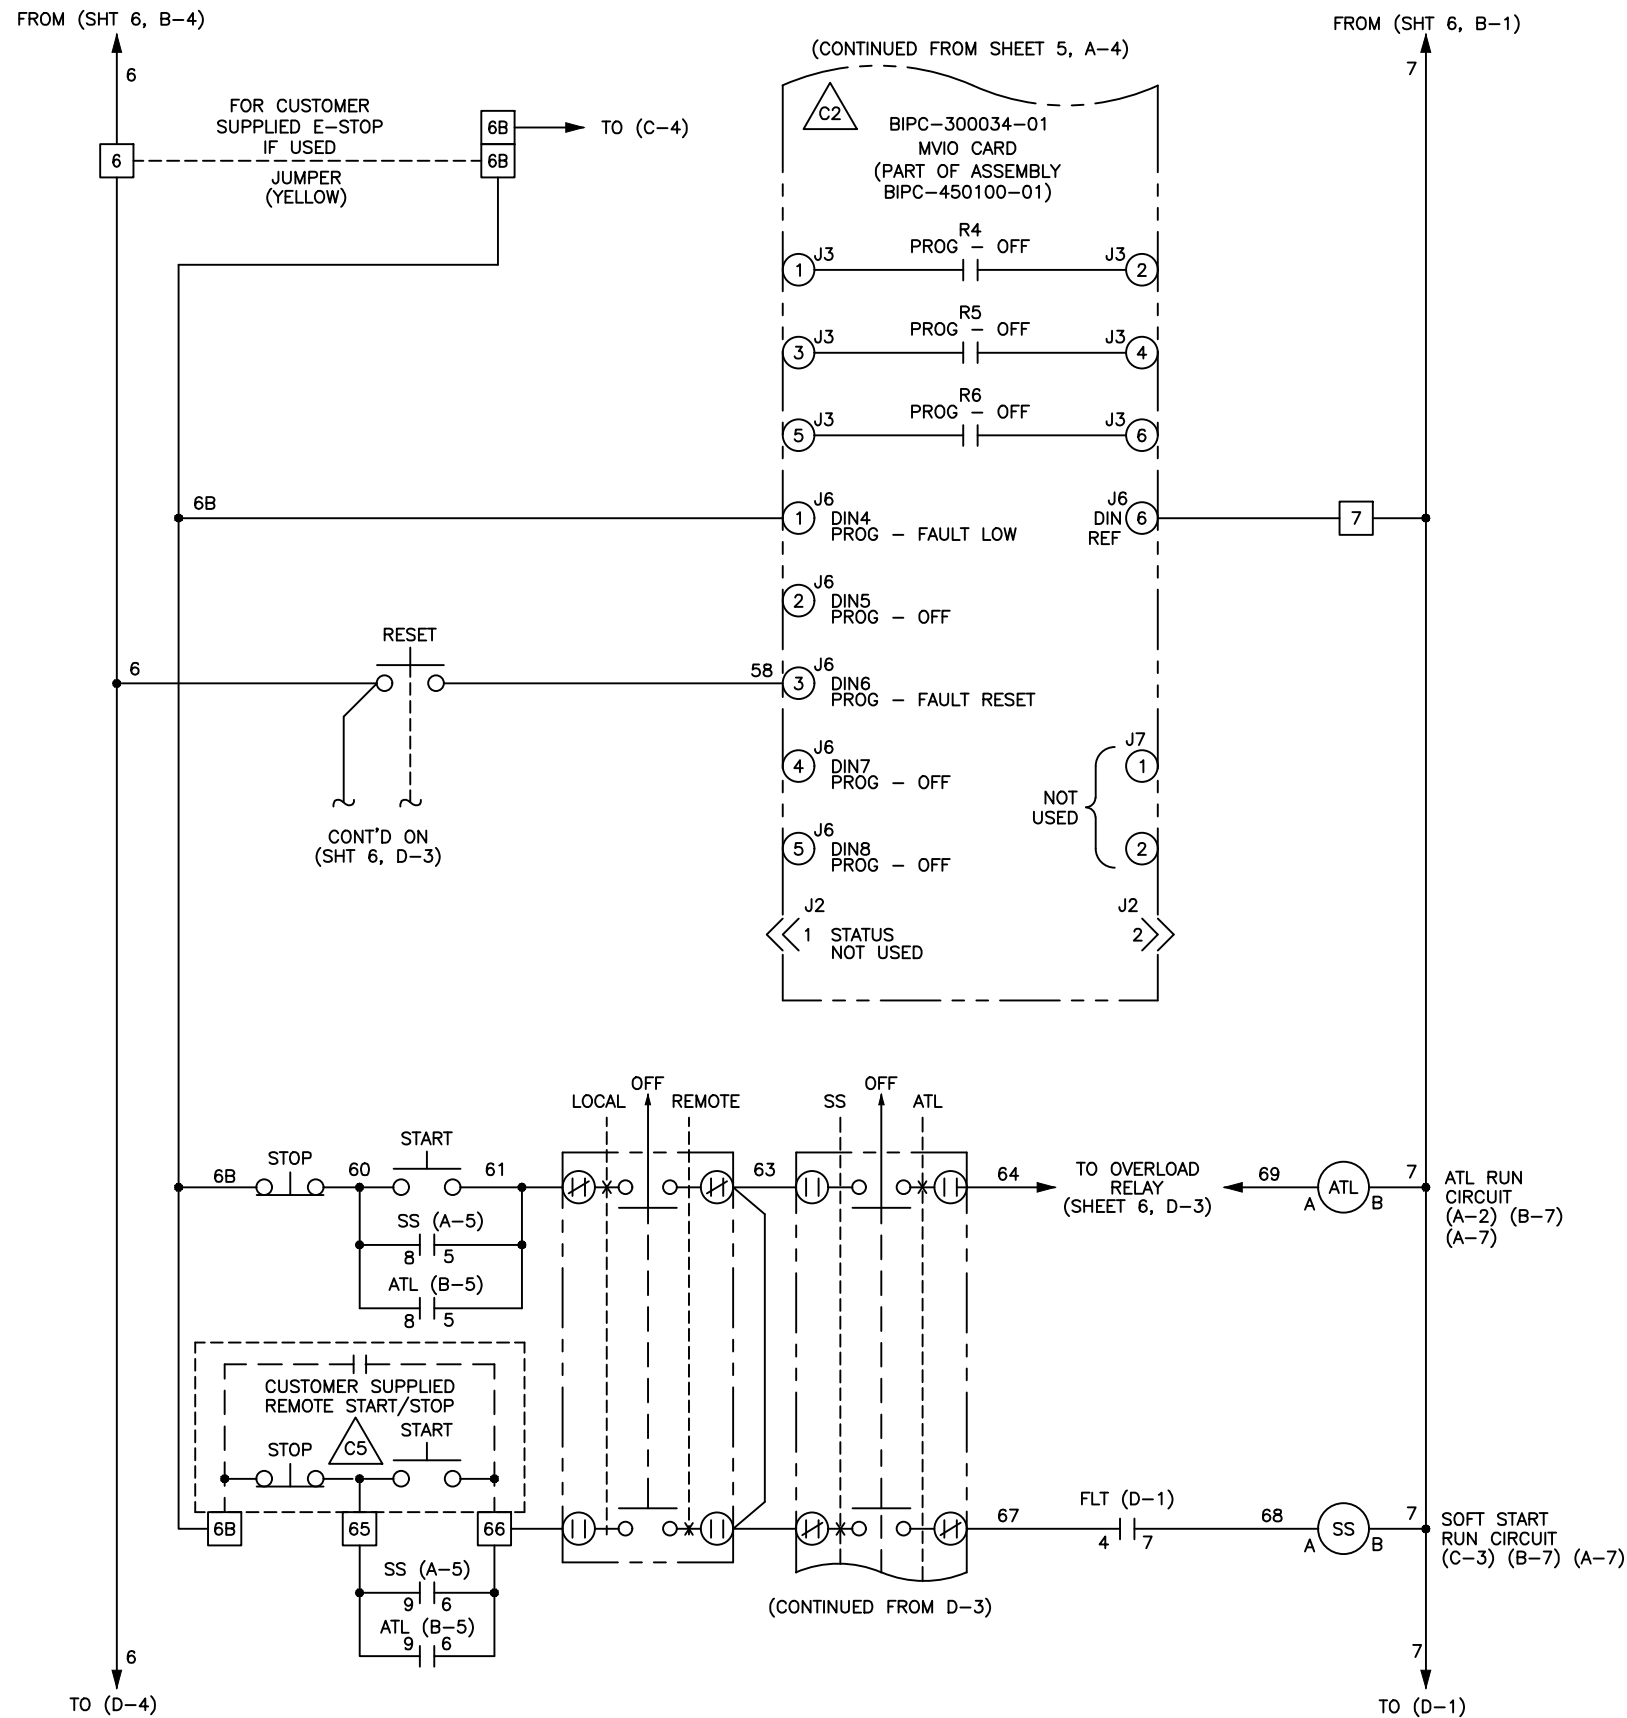 FROM (SHT 6, B-4)
FROM (SHT 6, B-1)
6
7
(CONTINUED FROM SHEET 5, A-4)
C2
BIPC-300034-01
MVIO CARD
(PART OF ASSEMBLY
BIPC-450100-01)
FOR CUSTOMER
SUPPLIED E-STOP
IF USED
JUMPER
(YELLOW)
6
6B
6B
TO (C-4)
R4
PROG - OFF
J3
1
J3
2
R5
PROG - OFF
J3
3
J3
4
R6
PROG - OFF
J3
5
J3
6
6B
J6
1
DIN4
PROG - FAULT LOW
J6
DIN
6
REF
7
J6
2
DIN5
PROG - OFF
RESET
6
58
J6
3
DIN6
PROG - FAULT RESET
CONT'D ON
(SHT 6, D-3)
J6
4
DIN7
PROG - OFF
J7
1
NOT
USED
2
J6
5
DIN8
PROG - OFF
J2
1
STATUS
NOT USED
J2
2
OFF
LOCAL
REMOTE
OFF
SS
ATL
6B
STOP
60
START
61
63
64
TO OVERLOAD
RELAY
(SHEET 6, D-3)
69
A
ATL
B
7
ATL RUN
CIRCUIT
(A-2) (B-7)
(A-7)
SS (A-5)
8
5
ATL (B-5)
8
5
CUSTOMER SUPPLIED
REMOTE START/STOP
C5
STOP
START
6B
65
66
67
FLT (D-1)
4
7
68
A
SS
B
7
SOFT START
RUN CIRCUIT
(C-3) (B-7) (A-7)
SS (A-5)
9
6
ATL (B-5)
9
6
(CONTINUED FROM D-3)
6
7
TO (D-4)
TO (D-1)